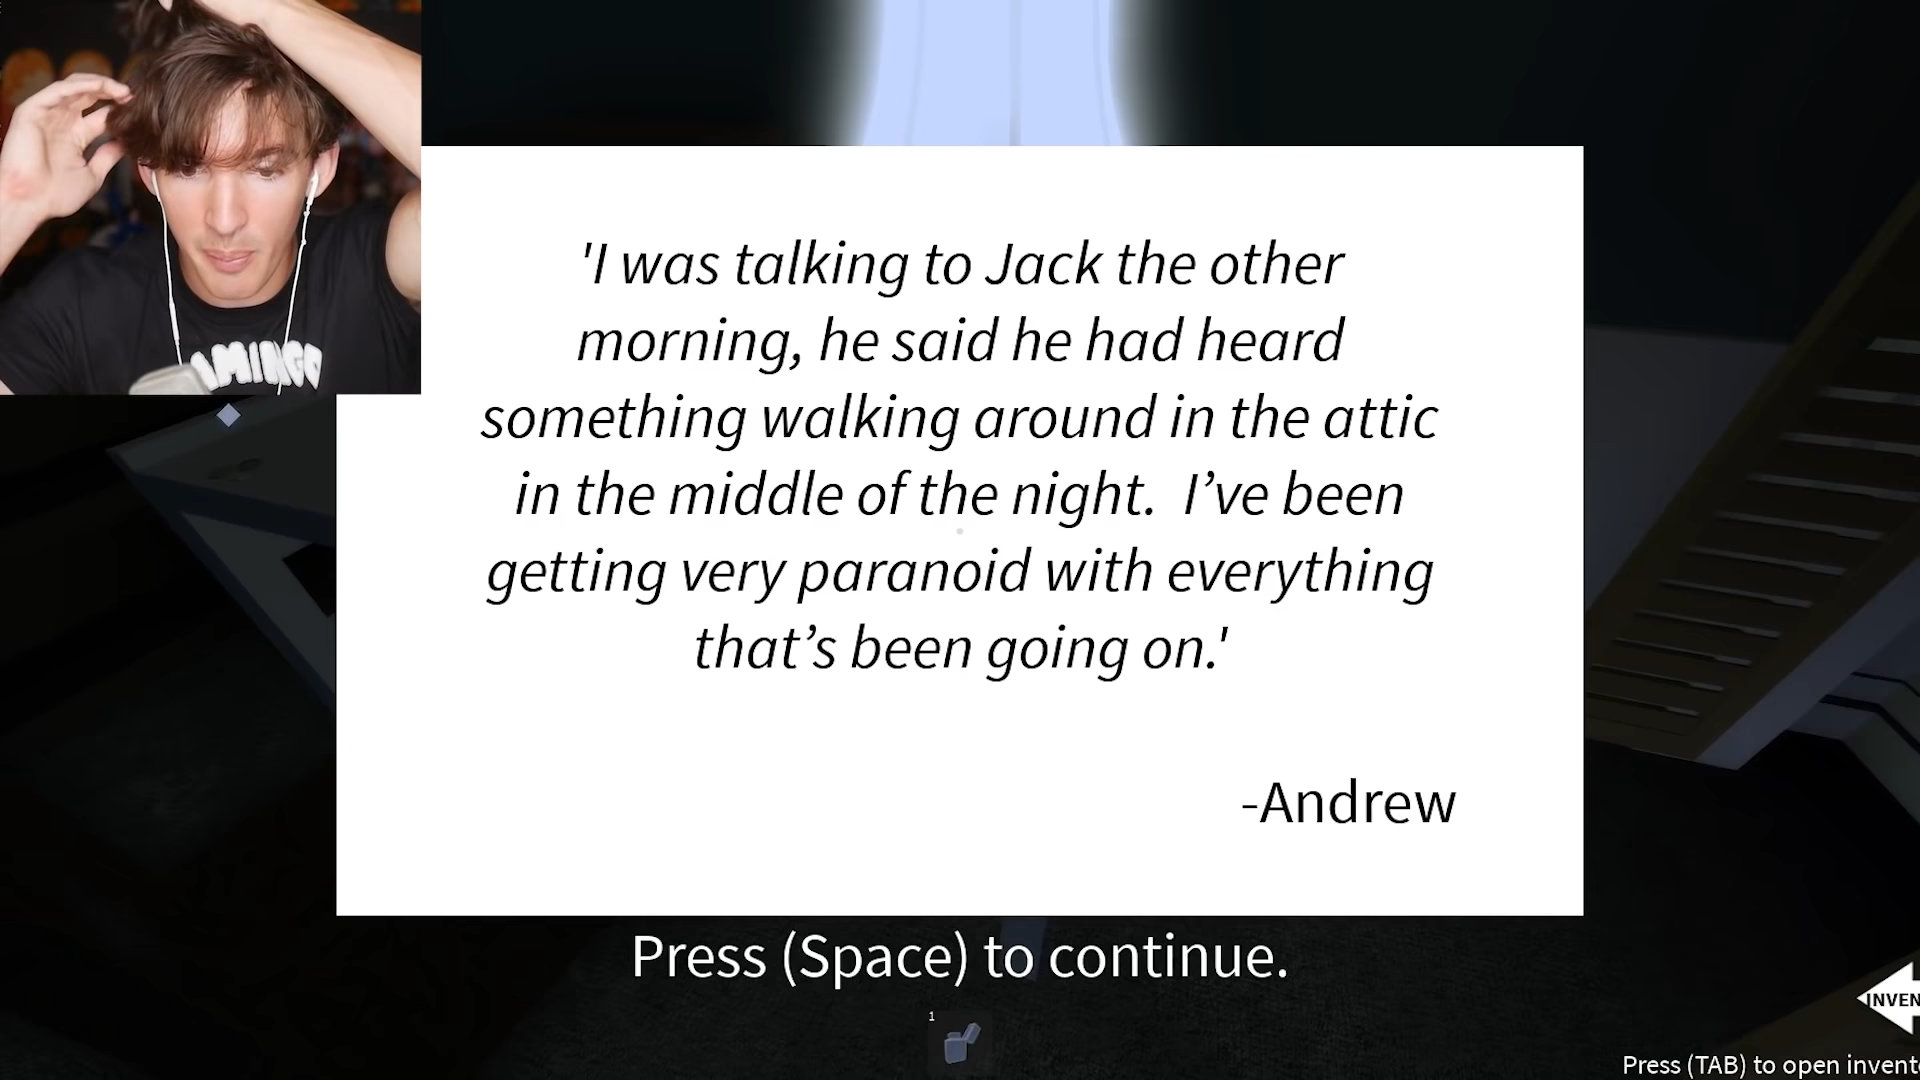 AMINGO
'I was talking to Jack the other
morning, he said he had heard
something walking around in the attic
in the middle of the night.  I’ve been
getting very paranoid with everything
that’s been going on.'
-Andrew
Press (Space) to continue.
1
INVEN
Press (TAB) to open invent